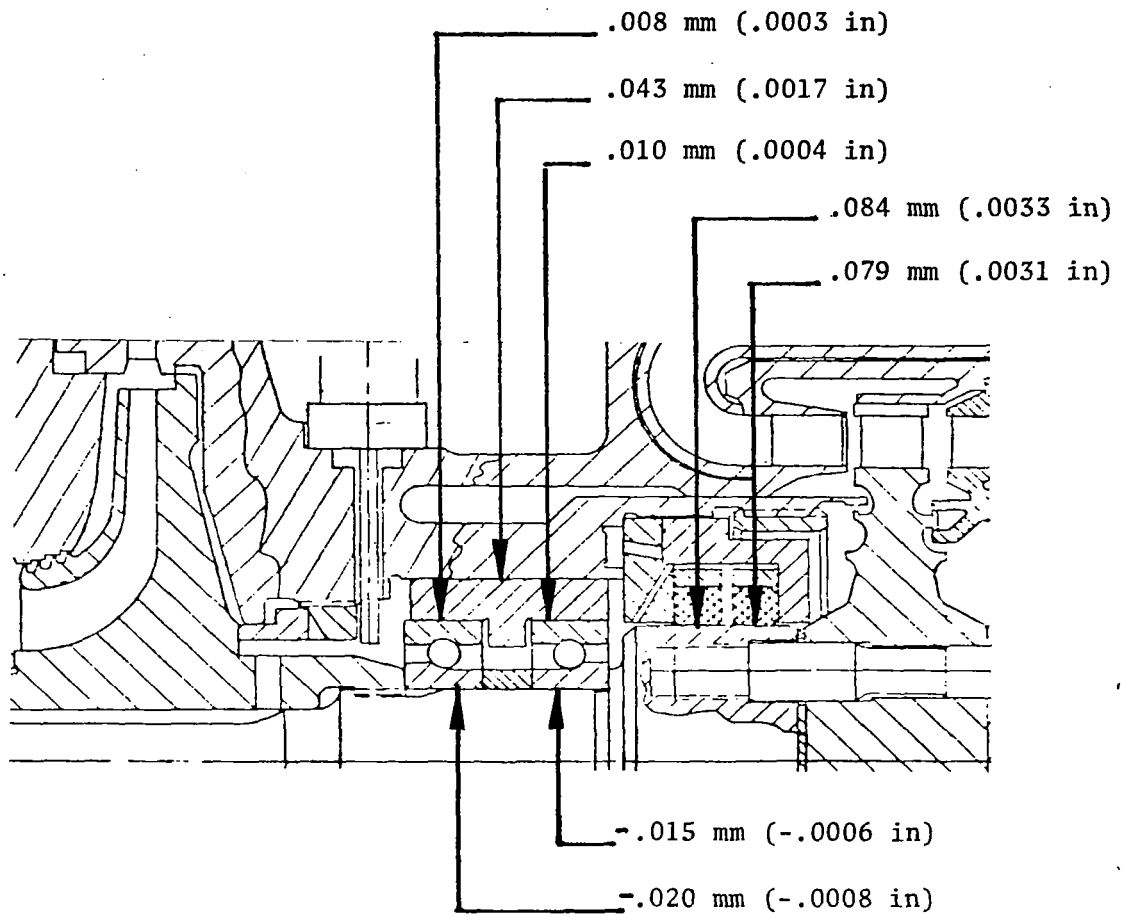 .008 mm (.0003 in)
.043 mm (.0017 in)
.010 mm (.0004 in)
.084 mm (.0033 in)
.079 mm (.0031 in)
-.015 mm (-.0006 in)
-.020 mm (-.0008 in)